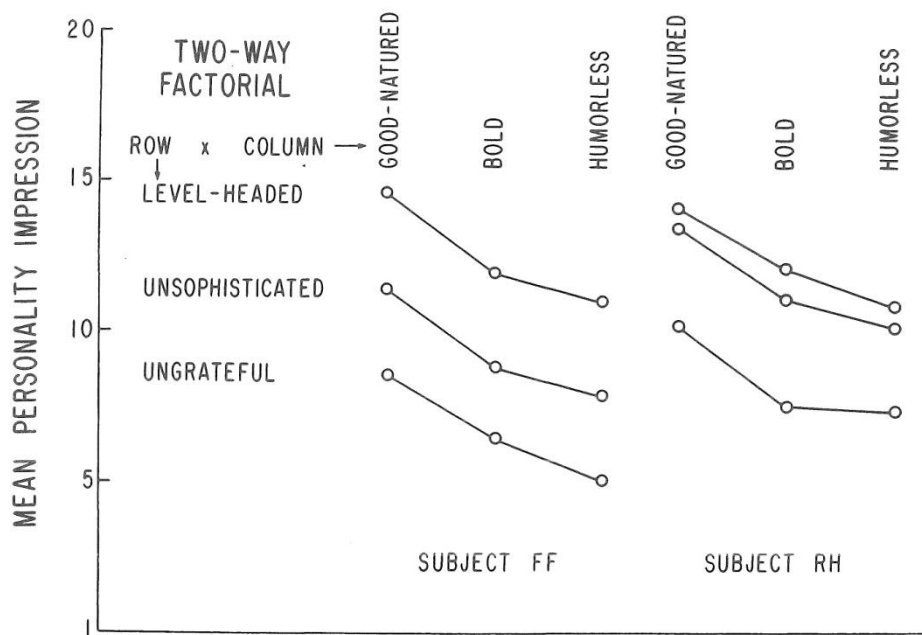 MEAN PERSONALITY IMPRESSION
20
15
10
5
1
TWO-WAY
FACTORIAL
ROW x COLUMN →
LEVEL-HEADED
UNSOPHISTICATED
UNGRATEFUL
GOOD-NATURED
BOLD
HUMORLESS
GOOD-NATURED
BOLD
HUMORLESS
SUBJECT FF
SUBJECT RH